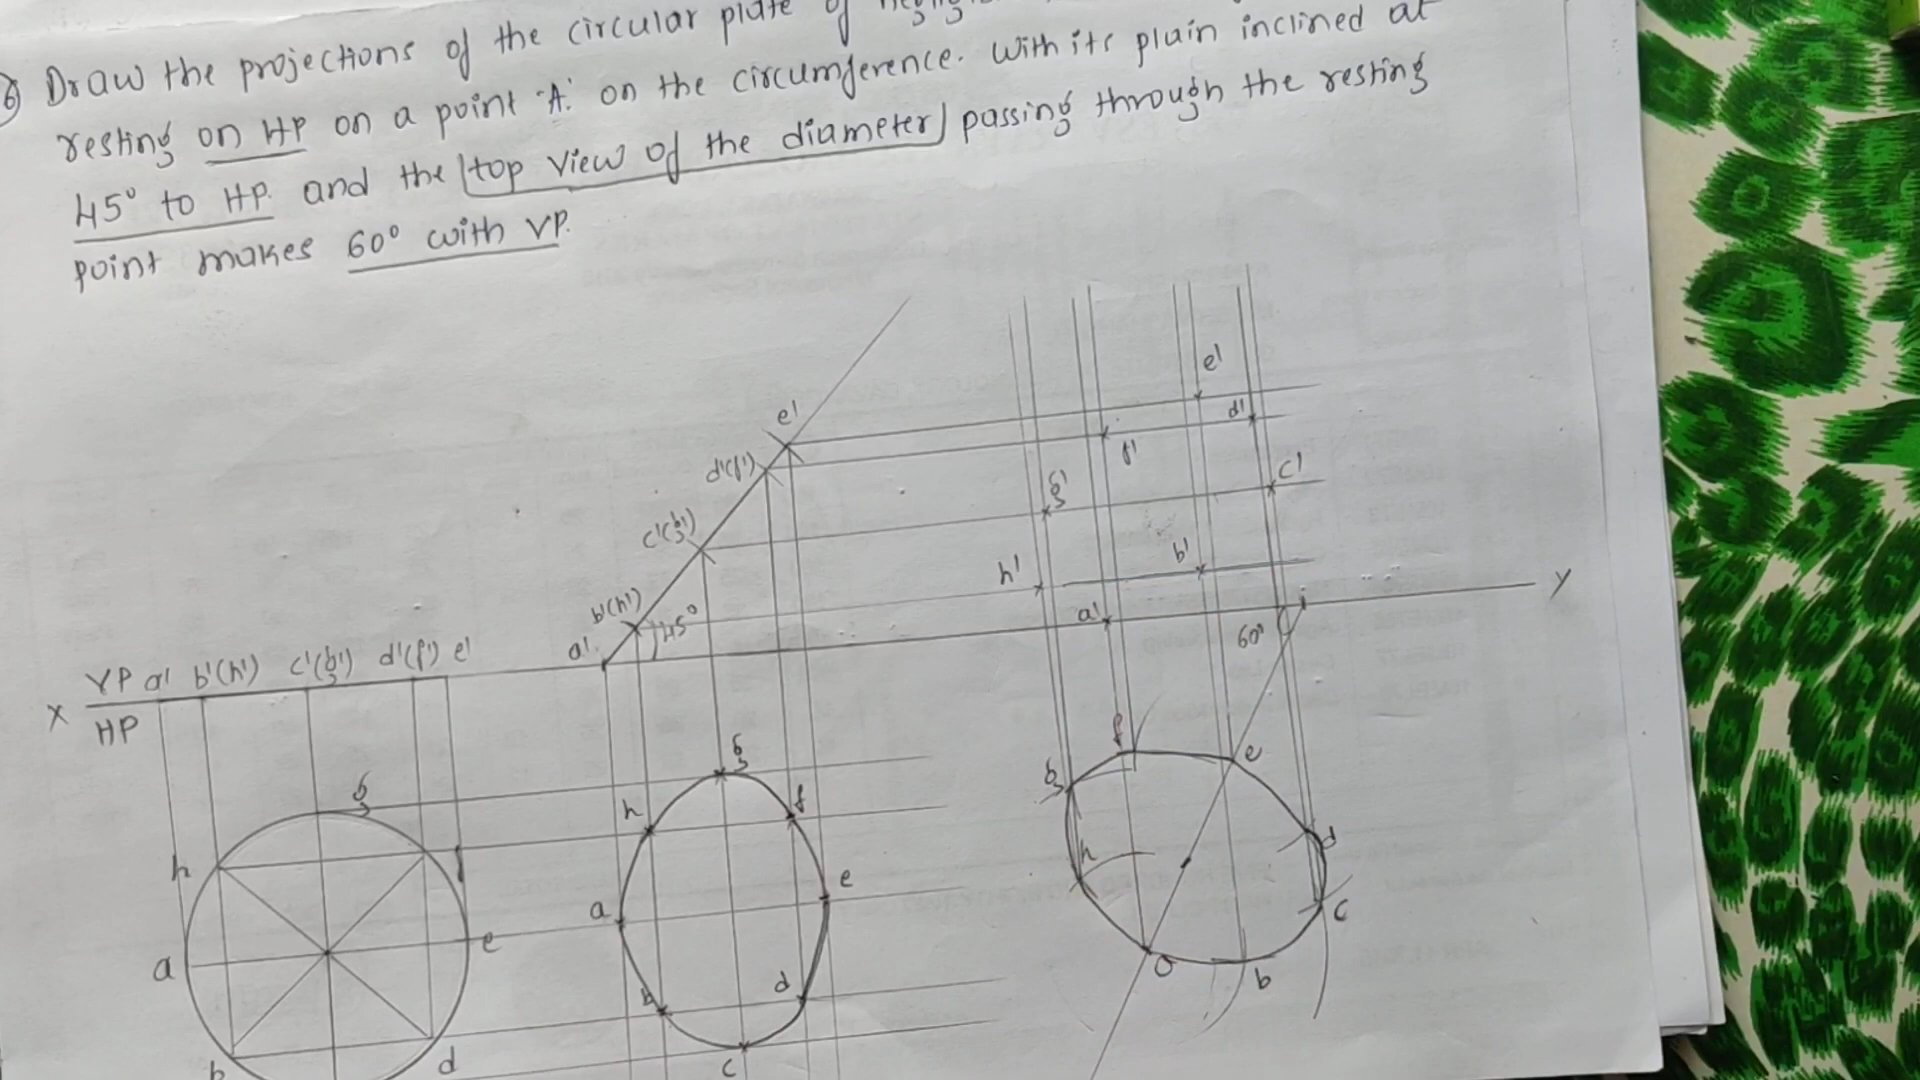 6) Draw the projections of the circular plate of
resting on HP on a point 'A' on the circumference. With its plain inclined at
45° to HP. and the top view of the diameter passing through the resting
point makes 60° with VP.
e'
e'
d'
d'(f')
f'
c'
g'
c'(g')
b'
h'
b'(h')
45°
a'
a'
60°
X Y
VP a' b'(h') c'(g') d'(f') e'
HP
g
g
f
e
g
h
f
d
h
f
h
e
a
c
a
e
a
b
b
d
b
d
c